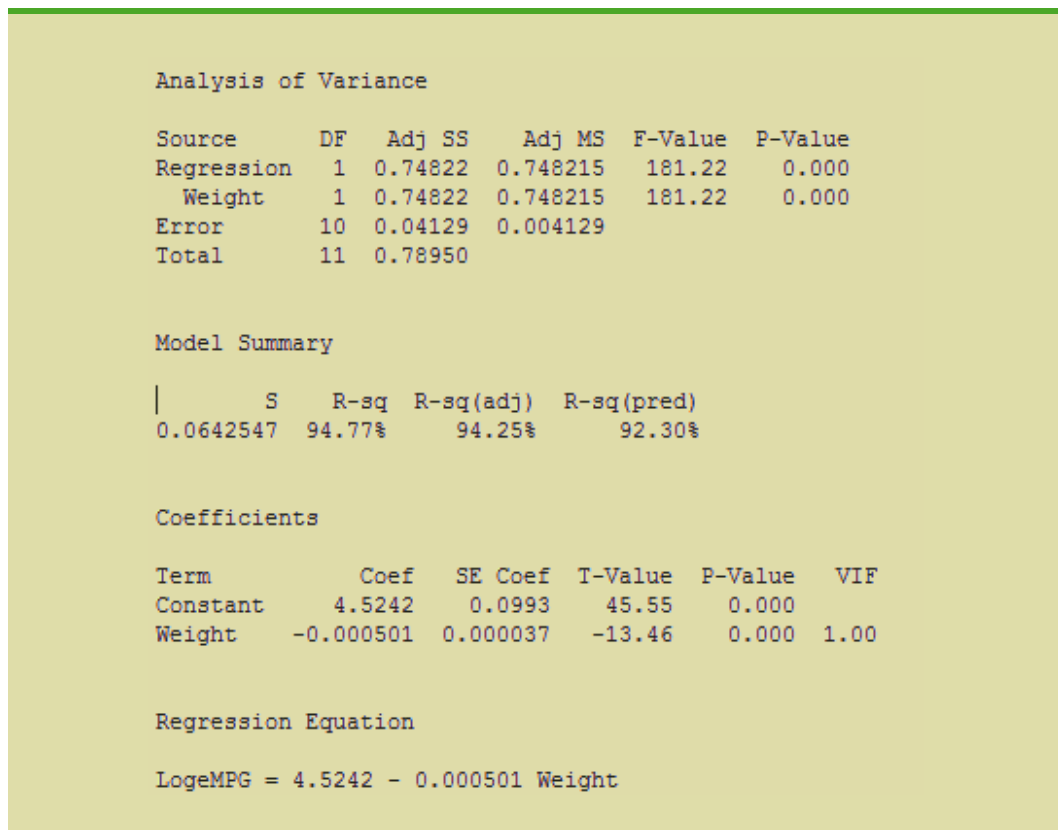 Analysis of Variance
Source DF Adj SS Adj MS F-Value P-Value
Regression 1 0.74822 0.748215 181.22 0.000
Weight 1 0.74822 0.748215 181.22 0.000
Error 10 0.04129 0.004129
Total 11 0.78950
Model Summary
S R-sq R-sq(adj) R-sq(pred)
0.0642547 94.77% 94.25% 92.30%
Coefficients
Term Coef SE Coef T-Value P-Value VIF
Constant 4.5242 0.0993 45.55 0.000
Weight -0.000501 0.000037 -13.46 0.000 1.00
Regression Equation
LogeMPG = 4.5242 - 0.000501 Weight